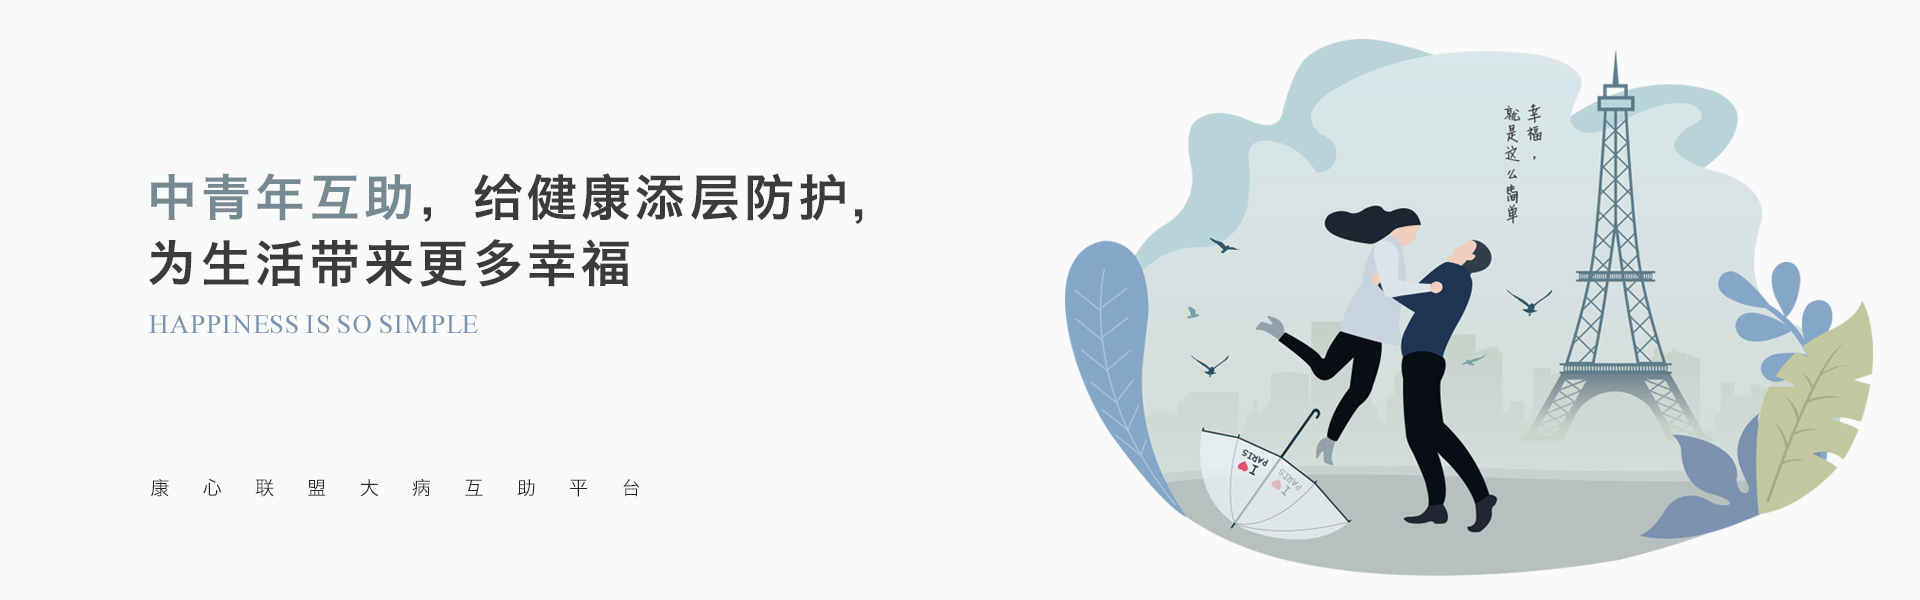 中青年互助，给健康添层防护，
为生活带来更多幸福
HAPPINESS IS SO SIMPLE
康心联盟大病互助平台
幸福，
就是这么简单
I ❤
PARIS
I ❤
PARIS